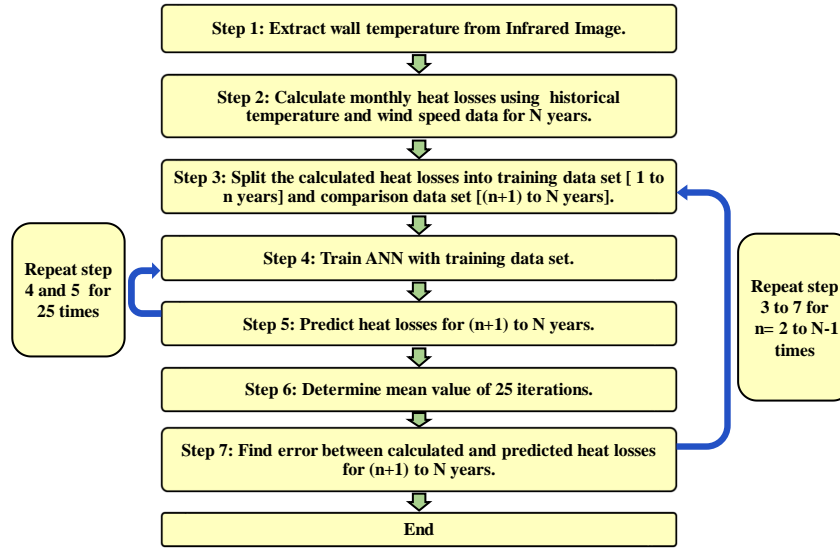 Step 1: Extract wall temperature from Infrared Image.
Step 2: Calculate monthly heat losses using historical
temperature and wind speed data for N years.
Step 3: Split the calculated heat losses into training data set [ 1 to
n years] and comparison data set [(n+1) to N years].
Step 4: Train ANN with training data set.
Repeat step
4 and 5 for
25 times
Step 5: Predict heat losses for (n+1) to N years.
Repeat step
3 to 7 for
n= 2 to N-1
times
Step 6: Determine mean value of 25 iterations.
Step 7: Find error between calculated and predicted heat losses
for (n+1) to N years.
End